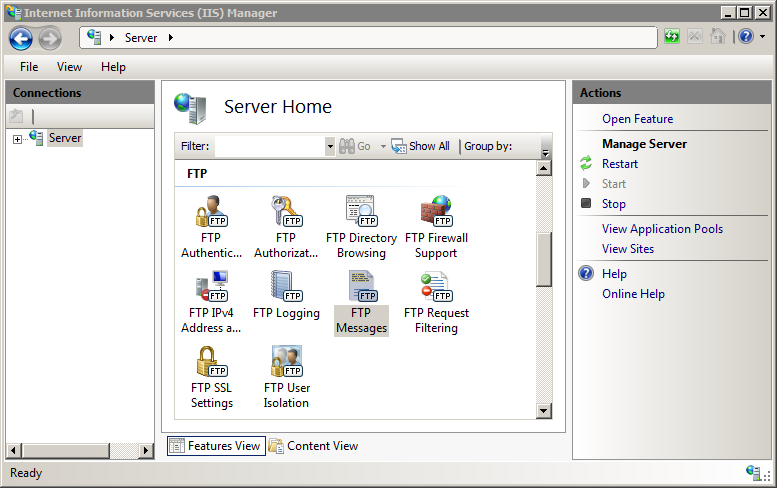 Internet Information Services (IIS) Manager
Server
File View Help
Connections
Server
Server Home
Filter: Go Show All Group by:
FTP
FTP Authentic...
FTP Authorizat...
FTP Directory Browsing
FTP Firewall Support
FTP IPv4 Address a...
FTP Logging
FTP Messages
FTP Request Filtering
FTP SSL Settings
FTP User Isolation
Features View Content View
Actions
Open Feature
Manage Server
Restart
Start
Stop
View Application Pools
View Sites
Help
Online Help
Ready